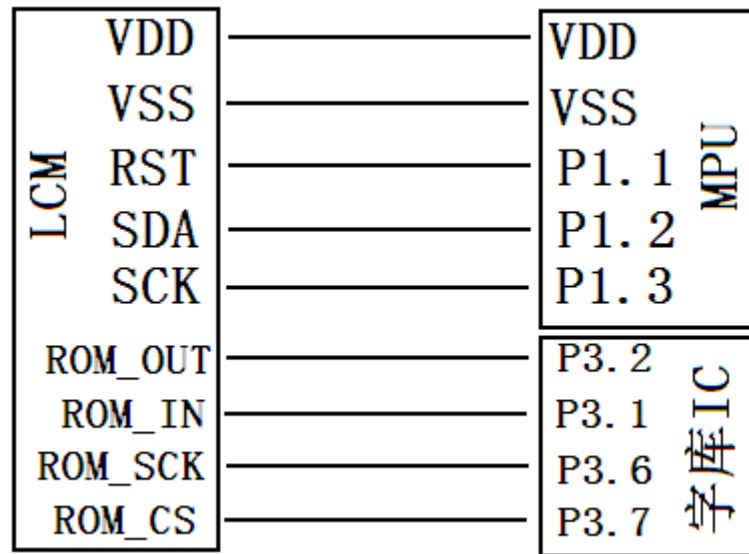 LCM
VDD
VSS
RST
SDA
SCK
ROM_OUT
ROM_IN
ROM_SCK
ROM_CS
VDD
VSS
P1.1
P1.2
P1.3
MPU
P3.2
P3.1
P3.6
P3.7
字库IC